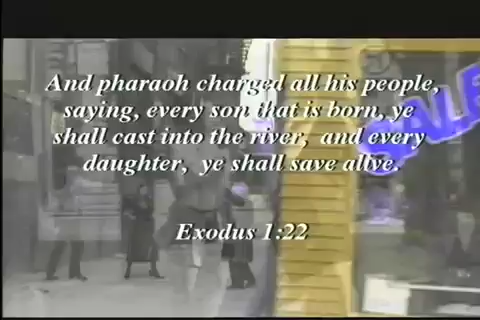 And pharaoh charged all his people,
saying, every son that is born, ye
shall cast into the river, and every
daughter, ye shall save alive.
Exodus 1:22
SALE